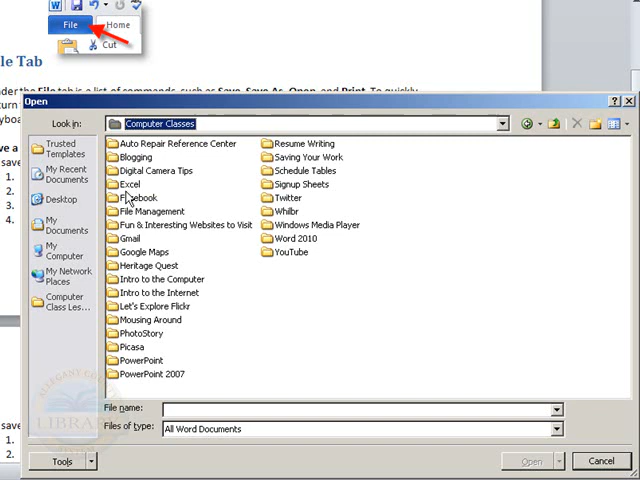 File
Home
Cut
le Tab
der the File tab is a list of commands, such as Save, Save As, Open, and Print. To quickly
turn
yboa
Open
Look in:
Computer Classes
Trusted
Templates
My Recent
Documents
Desktop
My
Documents
My
Computer
My Network
Places
Computer
Class Les...
Auto Repair Reference Center
Blogging
Digital Camera Tips
Excel
Facebook
File Management
Fun & Interesting Websites to Visit
Gmail
Google Maps
Heritage Quest
Intro to the Computer
Intro to the Internet
Let's Explore Flickr
Mousing Around
PhotoStory
Picasa
PowerPoint
PowerPoint 2007
Resume Writing
Saving Your Work
Schedule Tables
Signup Sheets
Twitter
Whilbr
Windows Media Player
Word 2010
YouTube
ve a
save
1.
2.
3.
4.
File name:
Files of type:
All Word Documents
Tools
Open
Cancel
ALLEGANY COUNTY
LIBRARY
SYSTEM
save
1.
2.